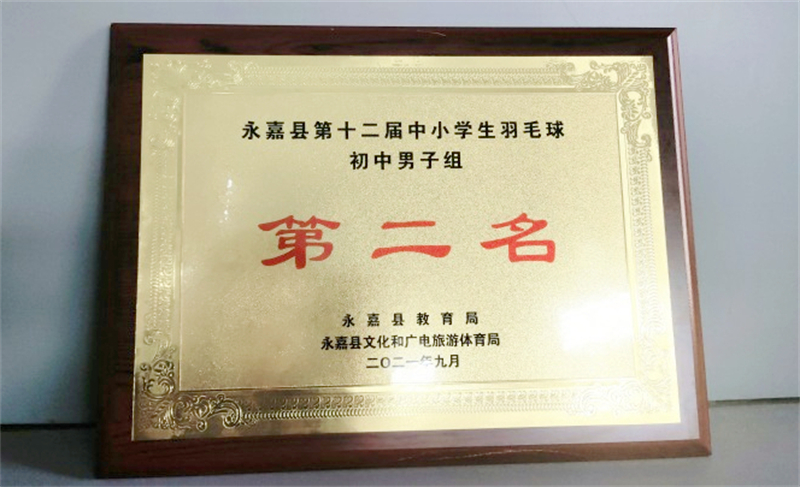 永嘉县第十二届中小学生羽毛球
初中男子组
第二名
永嘉县教育局
永嘉县文化和广电旅游体育局
二〇二一年九月